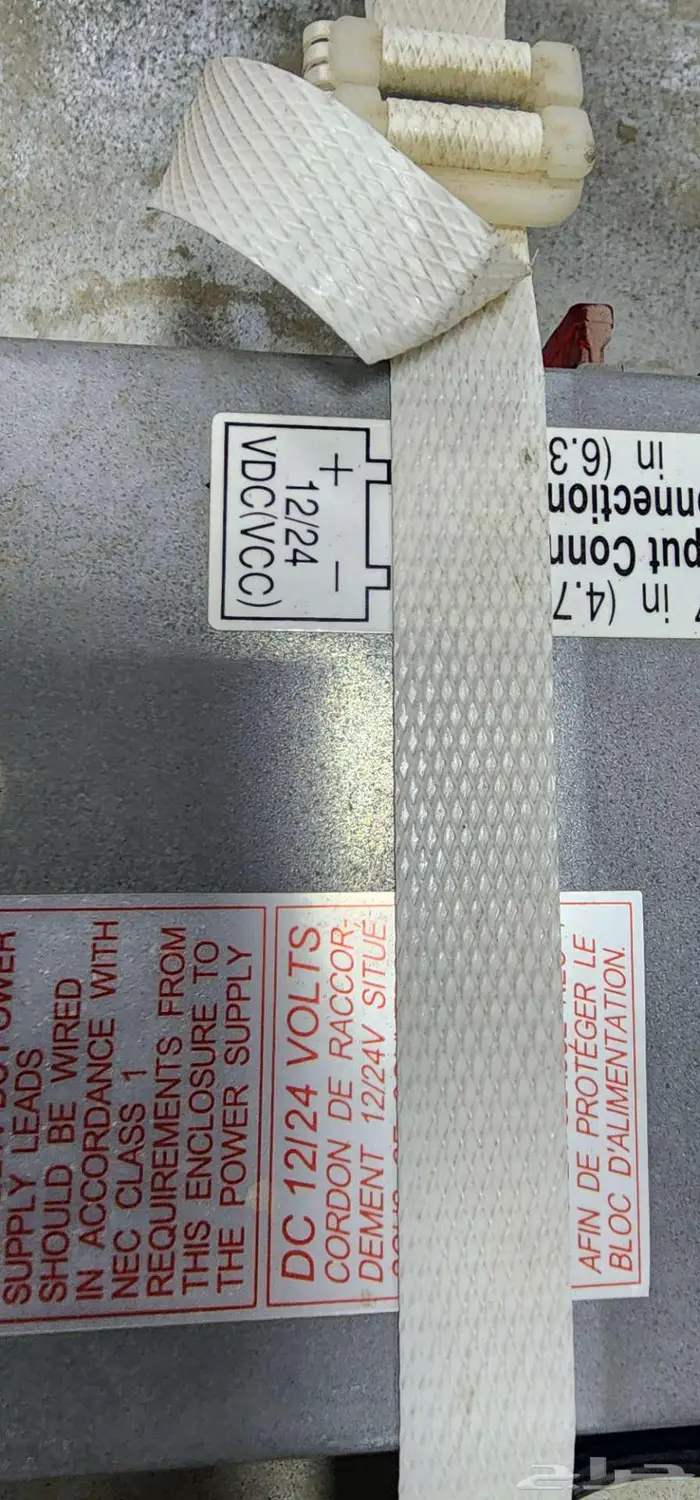 + −
12/24
VDC(VCC)
in (6.3
nnection
put Conn
in (4.7
SUPPLY LEADS
SHOULD BE WIRED
IN ACCORDANCE WITH
NEC CLASS 1
REQUIREMENTS FROM
THIS ENCLOSURE TO
THE POWER SUPPLY
DC 12/24 VOLTS
CORDON DE RACCOR-
DEMENT 12/24V SITUÉ
AFIN DE PROTÉGER LE
BLOC D'ALIMENTATION.
حراج